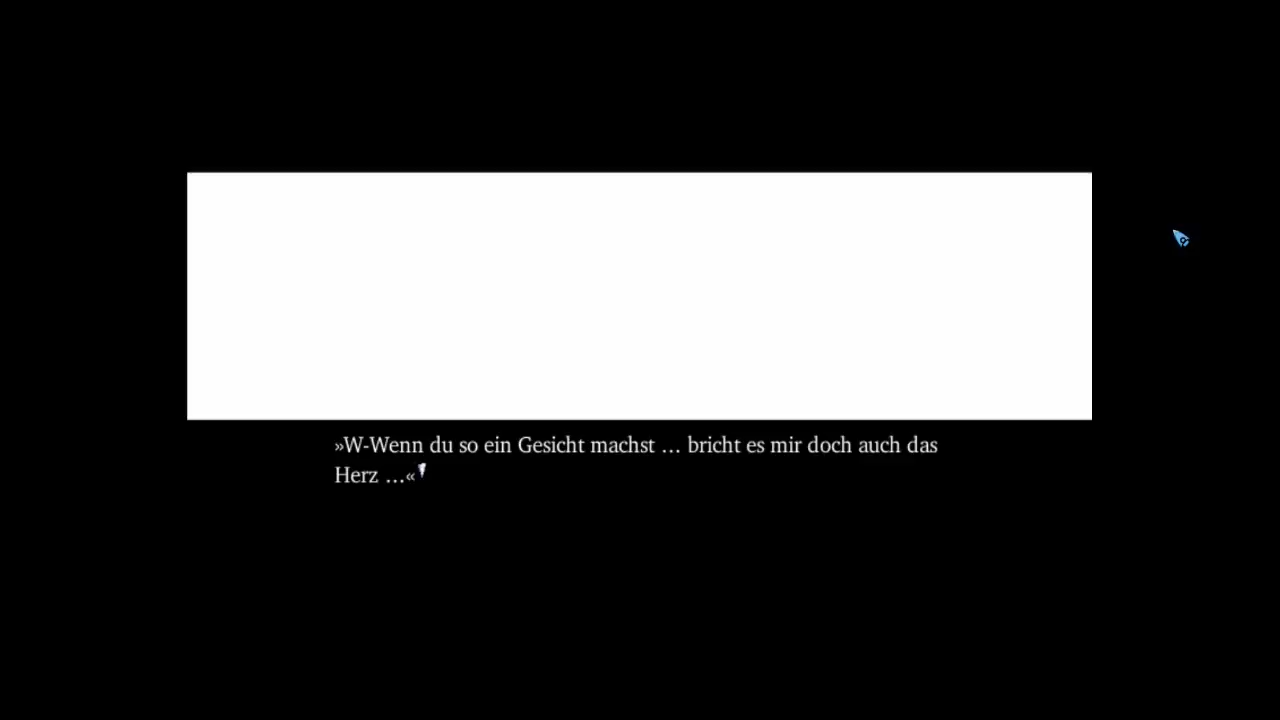 »W-Wenn du so ein Gesicht machst … bricht es mir doch auch das
Herz …«